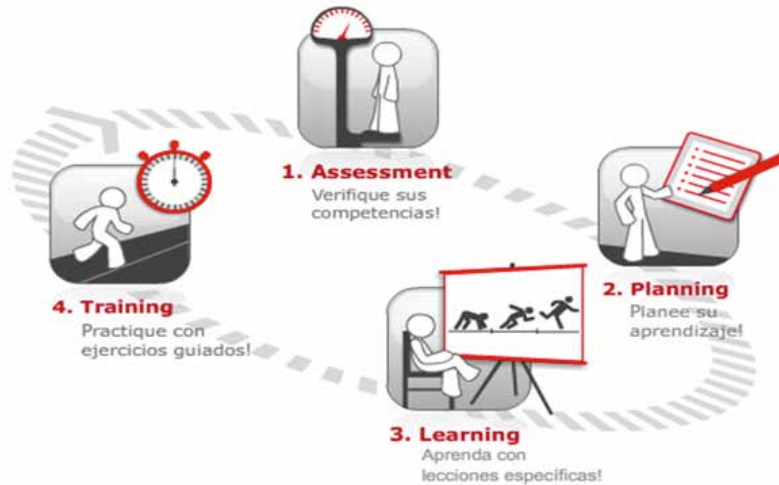 1. Assessment
Verifique sus
competencias!
2. Planning
Planee su
aprendizaje!
3. Learning
Aprenda con
lecciones específicas!
4. Training
Practique con
ejercicios guiados!